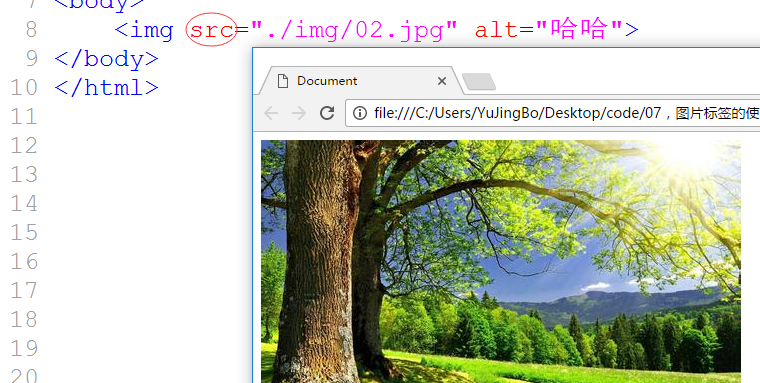 7 <body>
8 <img src="./img/02.jpg" alt="哈哈">
9 </body>
10 </html>
11
12
13
14
15
16
17
18
19
20
Document
file:///C:/Users/YuJingBo/Desktop/code/07，图片标签的使